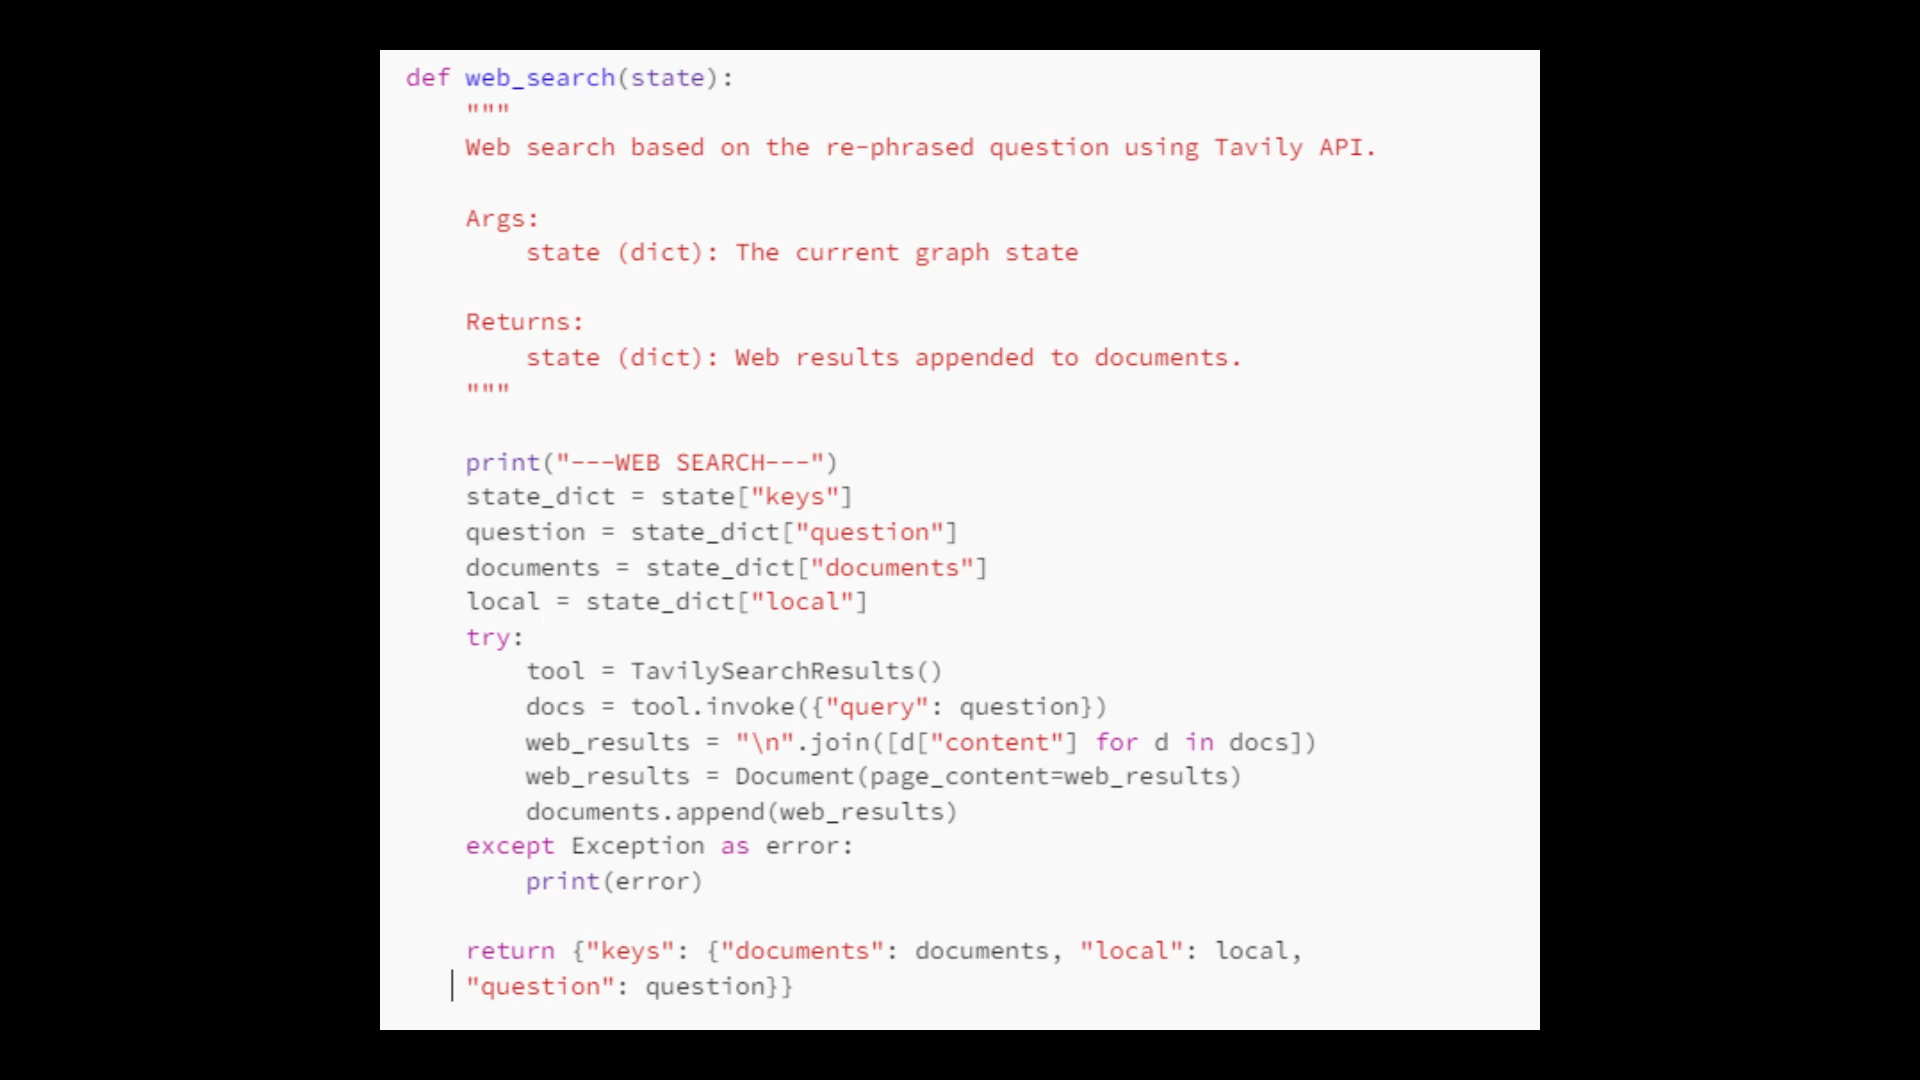 def web_search(state):
    """
    Web search based on the re-phrased question using Tavily API.

    Args:
        state (dict): The current graph state

    Returns:
        state (dict): Web results appended to documents.
    """

    print("---WEB SEARCH---")
    state_dict = state["keys"]
    question = state_dict["question"]
    documents = state_dict["documents"]
    local = state_dict["local"]
    try:
        tool = TavilySearchResults()
        docs = tool.invoke({"query": question})
        web_results = "\n".join([d["content"] for d in docs])
        web_results = Document(page_content=web_results)
        documents.append(web_results)
    except Exception as error:
        print(error)

    return {"keys": {"documents": documents, "local": local,
    "question": question}}